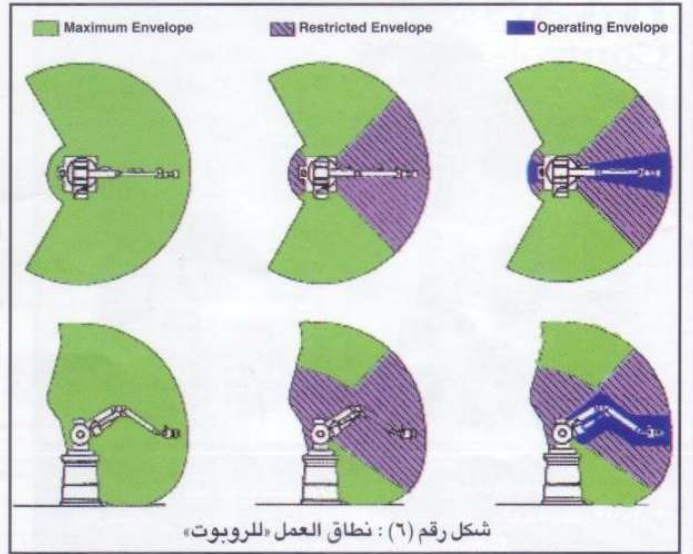 Maximum Envelope
Restricted Envelope
Operating Envelope
شكل رقم (٦) : نطاق العمل «للروبوت»